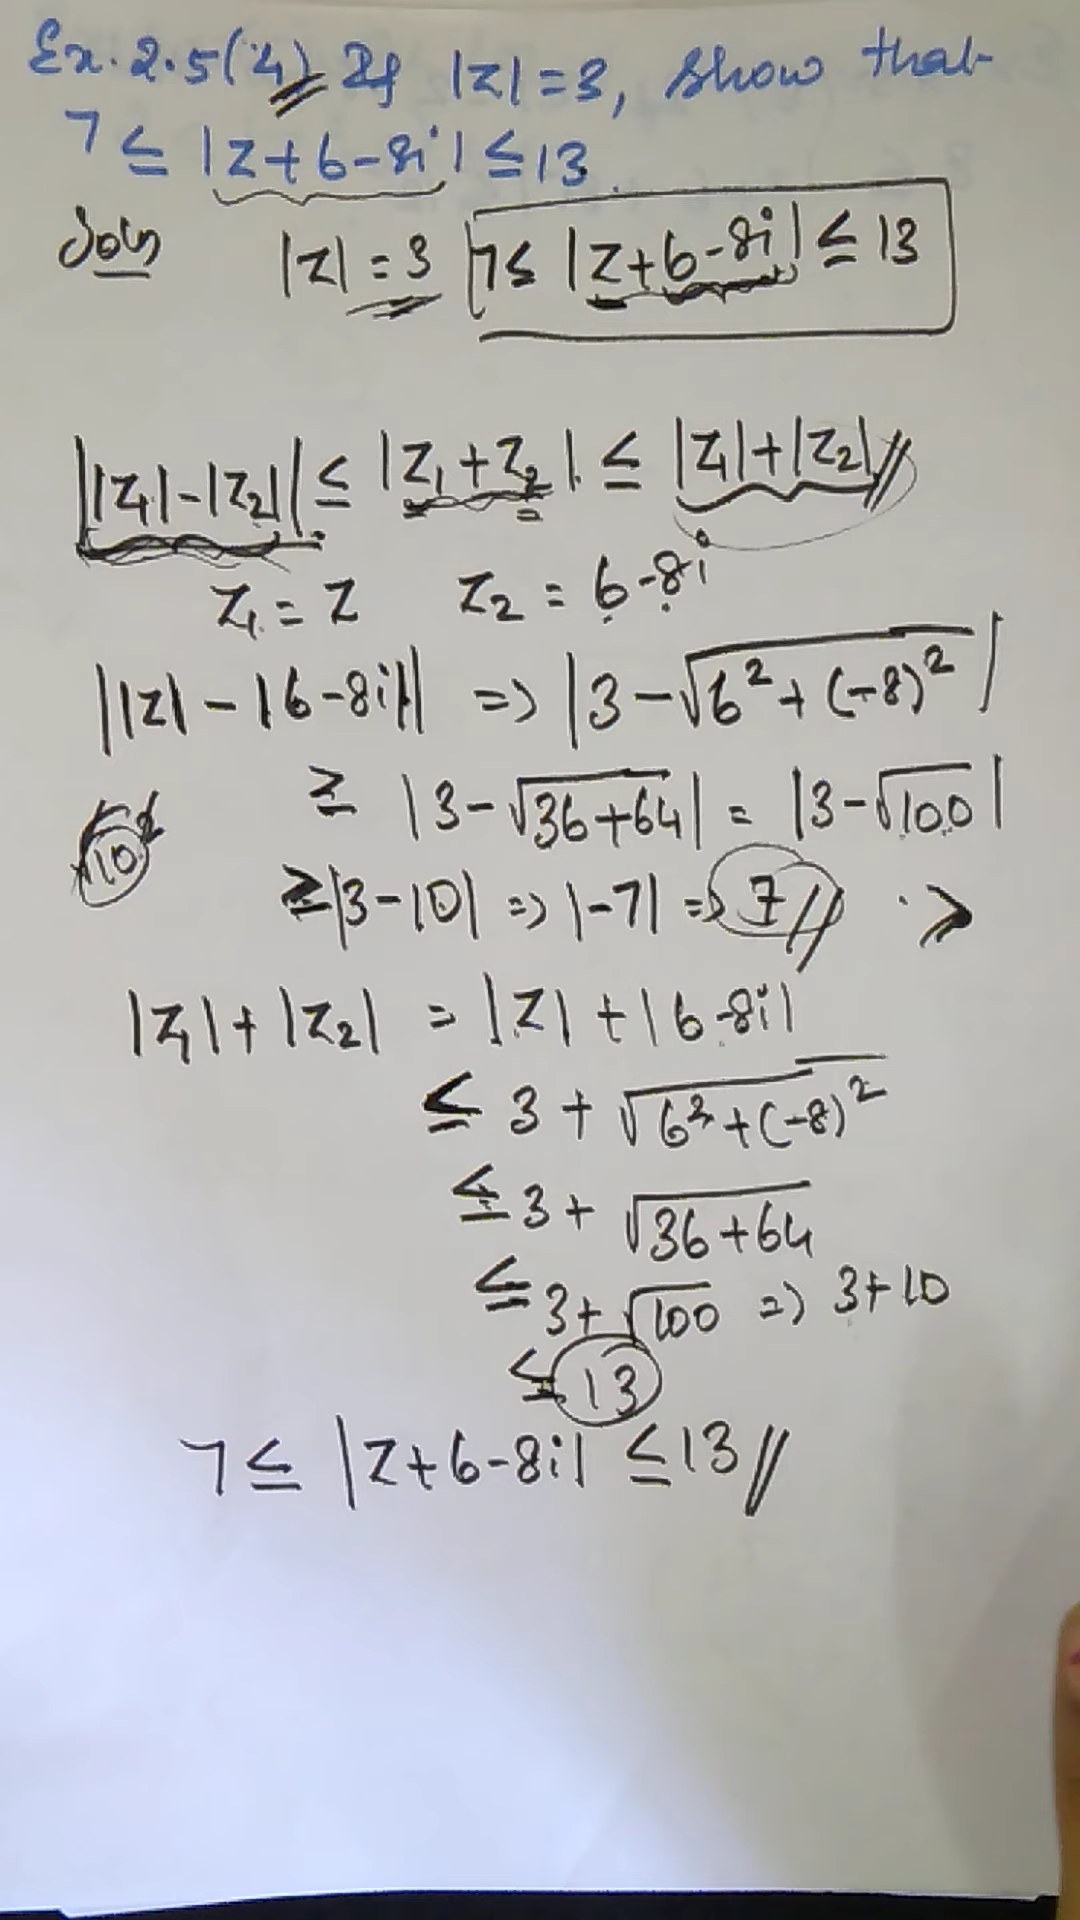 Ex. 2.5(4) If |z| = 3, show that
7 ≤ |z+6-8i| ≤ 13.
Soln |z| = 3 7 ≤ |z+6-8i| ≤ 13
||z₁|-|z₂|| ≤ |z₁+z₂| ≤ |z₁|+|z₂|//
z₁ = z z₂ = 6-8i
||z| - |6-8i|| => |3-√6²+(-8)²|
≥ |3-√36+64| = |3-√100|
10
≥ |3-10| => |-7| => 7// >
|z₁|+|z₂| = |z|+|6-8i|
≤ 3 + √6²+(-8)²
≤ 3 + √36+64
≤ 3+√100 => 3+10
≤ 13
7 ≤ |z+6-8i| ≤ 13//